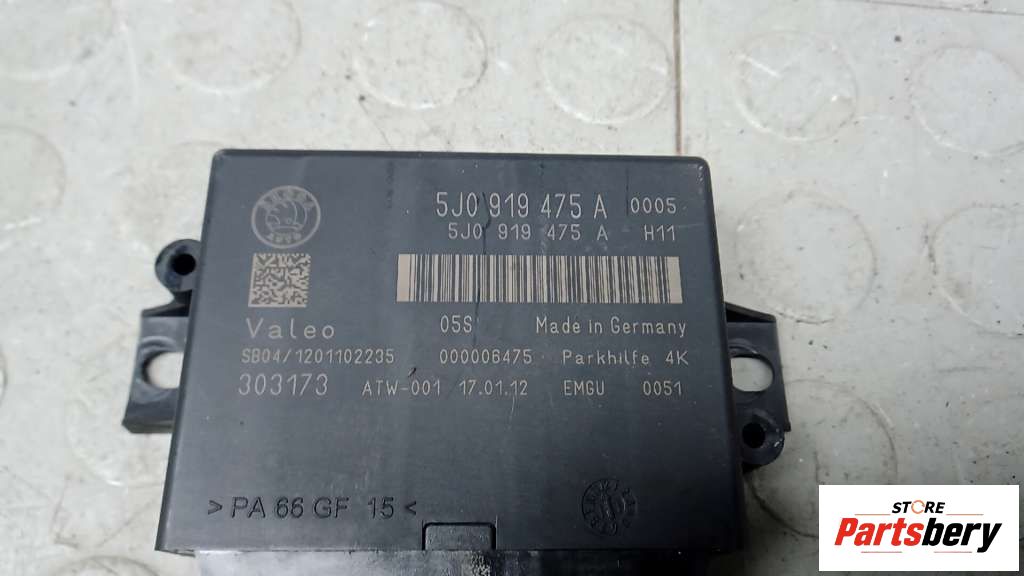 5J0 919 475 A 0005
5J0 919 475 A H11
Valeo 05S Made in Germany
SB04/1201102235 000006475 Parkhilfe 4K
303173 ATW-001 17.01.12 EMGU 0051
>PA 66 GF 15<
STORE
Partsbery